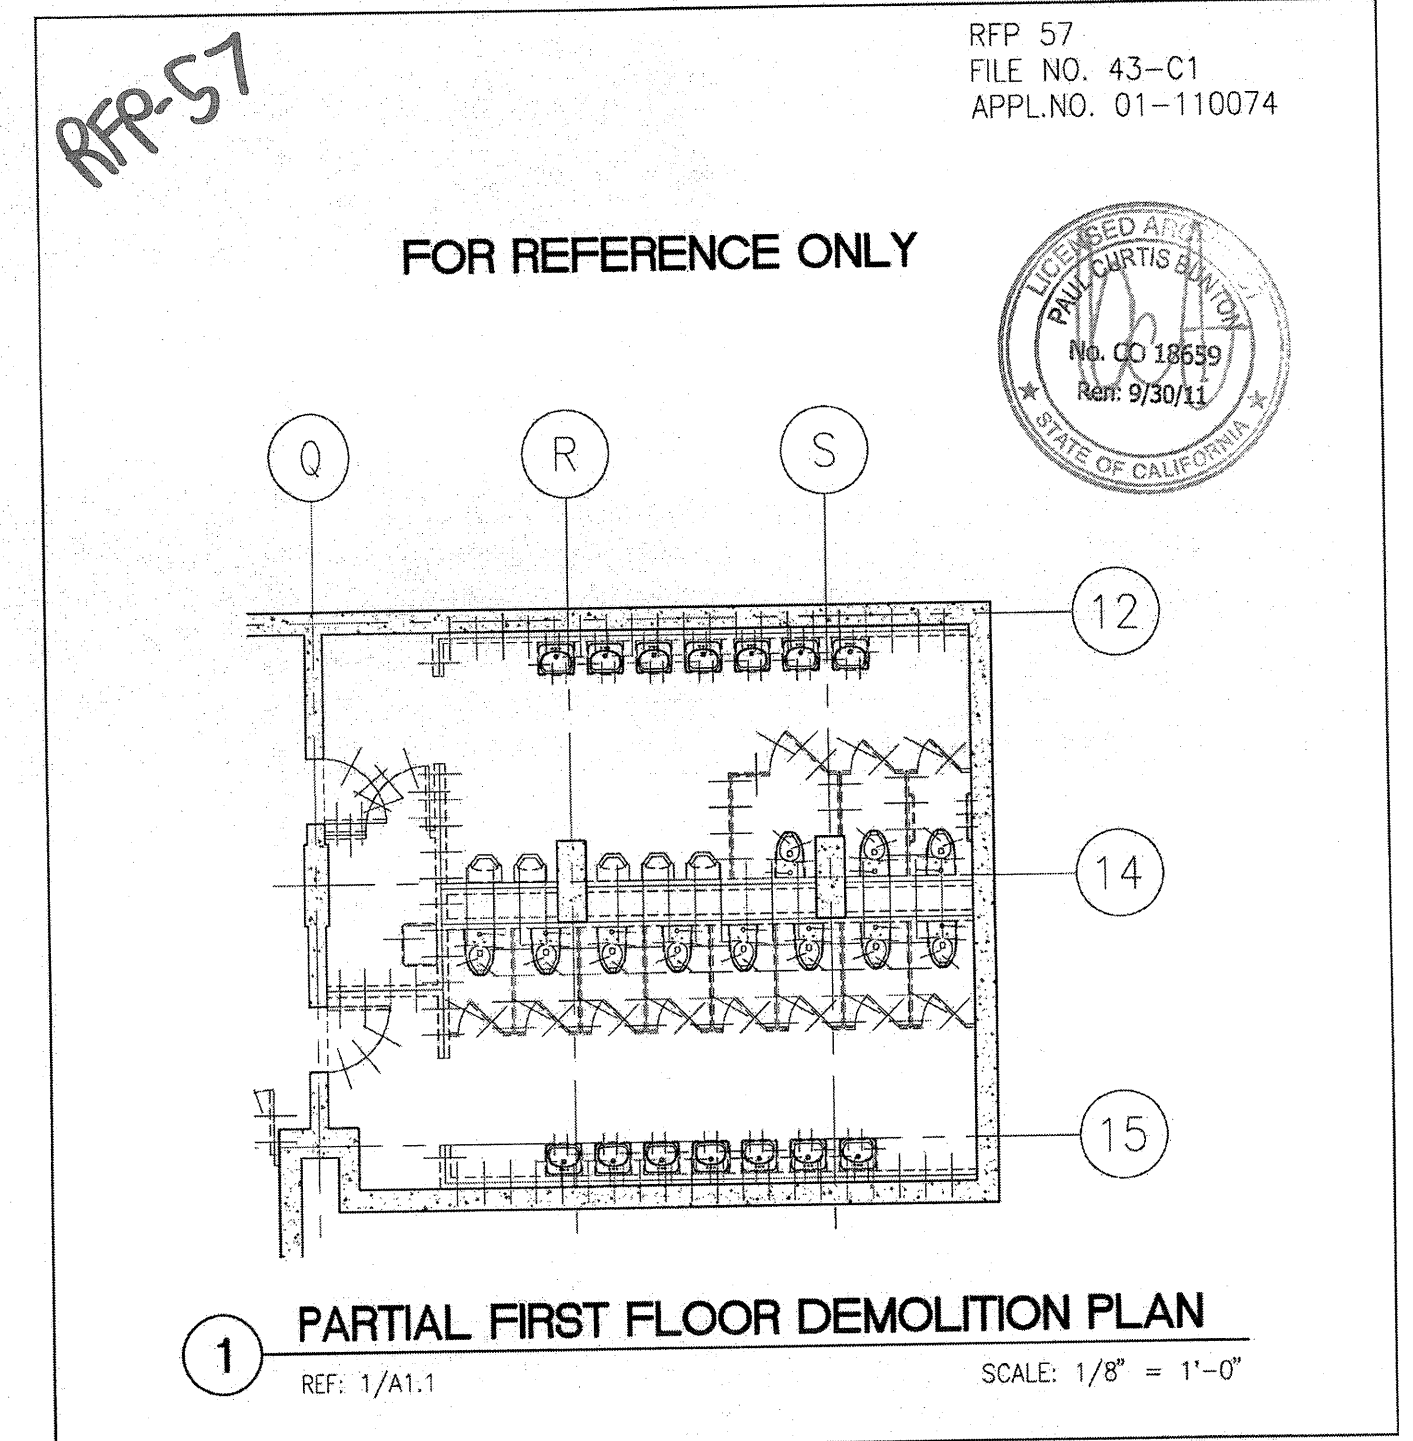 RFP-57
RFP 57
FILE NO. 43-C1
APPL.NO. 01-110074
FOR REFERENCE ONLY
LICENSED
PAUL CURTIS BUNTON
No. CO 18659
Ren: 9/30/11
STATE OF CALIFORNIA
Q
R
S
12
14
15
1
PARTIAL FIRST FLOOR DEMOLITION PLAN
REF: 1/A1.1
SCALE: 1/8" = 1'-0"